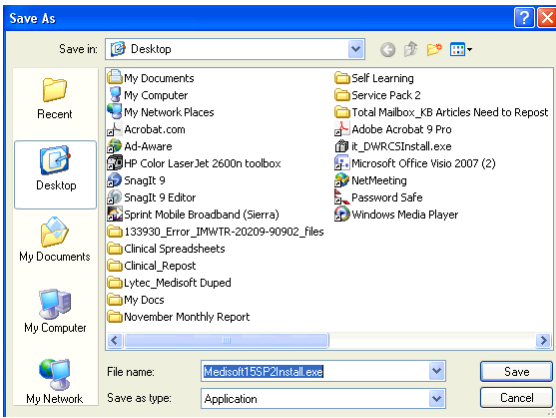 Save As
Save in:
Desktop
Recent
Desktop
My Documents
My Computer
My Network
My Documents
My Computer
My Network Places
Acrobat.com
Ad-Aware
HP Color LaserJet 2600n toolbox
SnagIt 9
SnagIt 9 Editor
Sprint Mobile Broadband (Sierra)
133930_Error_IMWTR-20209-90902_files
Clinical Spreadsheets
Clinical_Repost
Lytec_Medisoft Duped
My Docs
November Monthly Report
Self Learning
Service Pack 2
Total Mailbox_KB Articles Need to Repost
Adobe Acrobat 9 Pro
it_DWRCSInstall.exe
Microsoft Office Visio 2007 (2)
NetMeeting
Password Safe
Windows Media Player
File name:
Medisoft15SP2Install.exe
Save
Save as type:
Application
Cancel